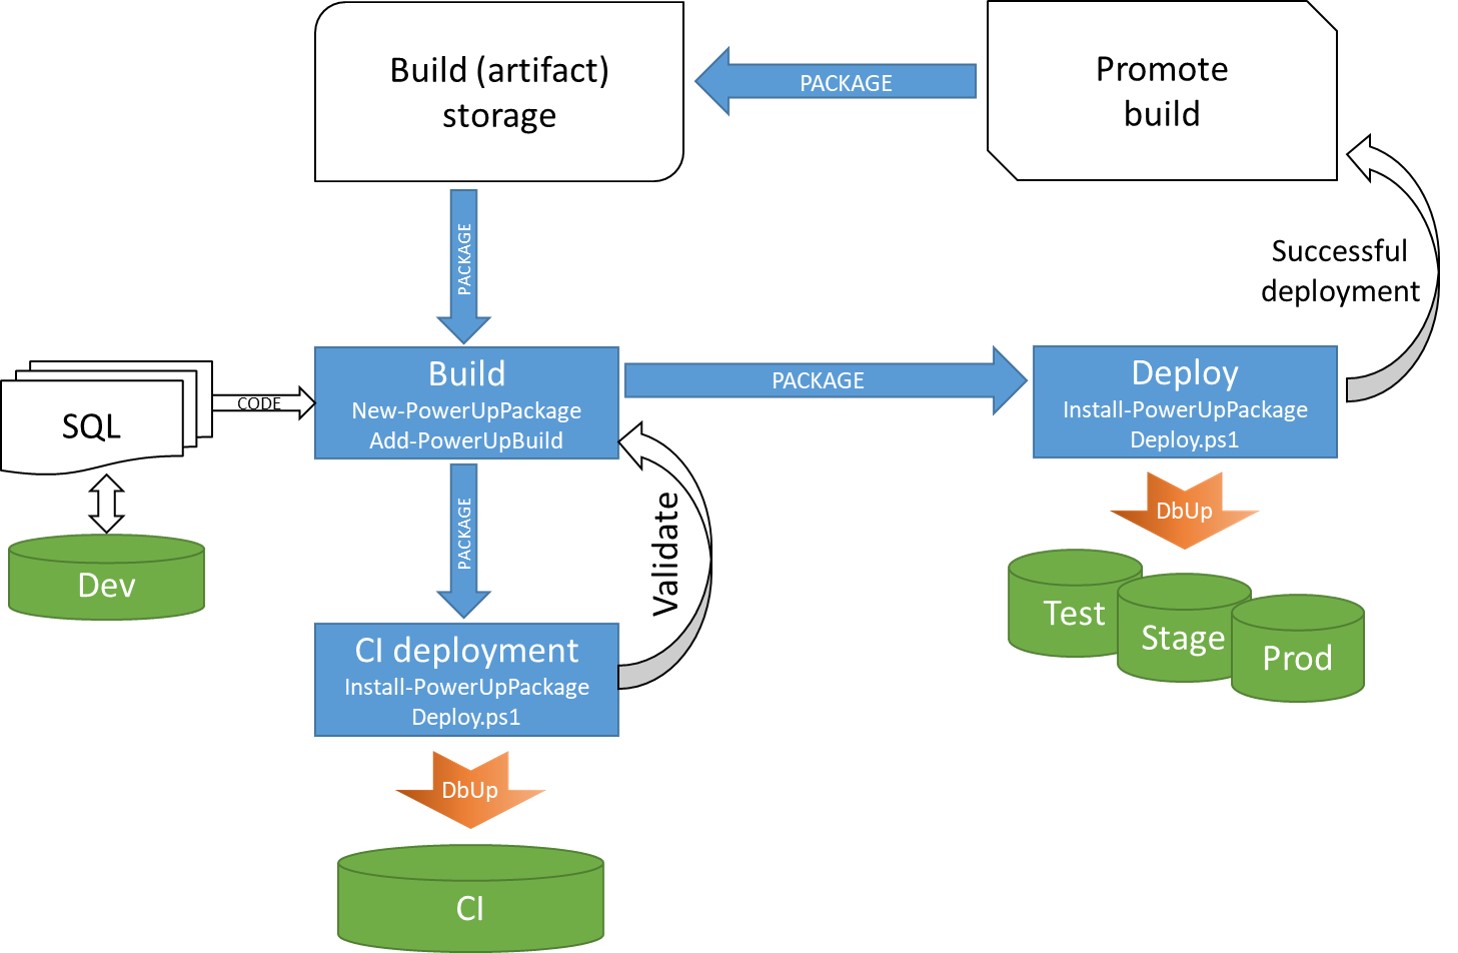 Build (artifact)
storage
PACKAGE
Promote
build
PACKAGE
Successful
deployment
SQL
CODE
Build
New-PowerUpPackage
Add-PowerUpBuild
PACKAGE
Deploy
Install-PowerUpPackage
Deploy.ps1
PACKAGE
Validate
DbUp
Dev
Test
Stage
Prod
CI deployment
Install-PowerUpPackage
Deploy.ps1
DbUp
CI